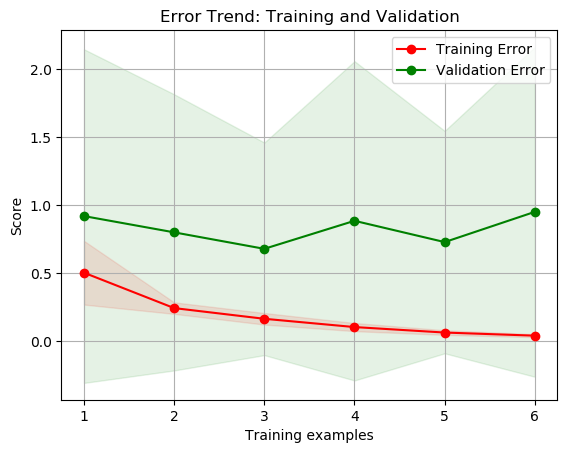 Error Trend: Training and Validation
Training Error
Validation Error
2.0
1.5
1.0
0.5
0.0
Score
1 2 3 4 5 6
Training examples